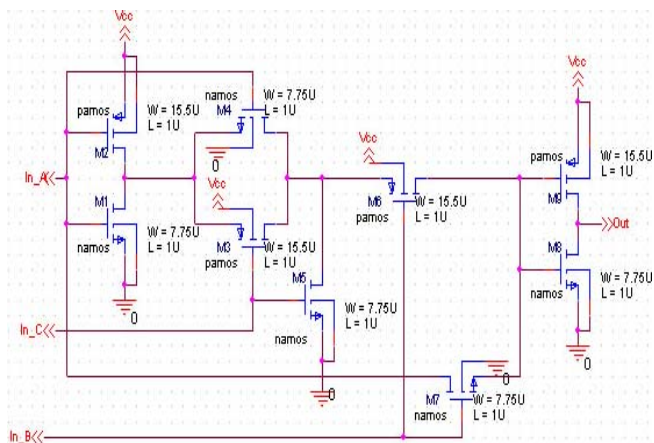 Vcc
Vcc
pamos
W = 15.5U
L = 1U
M2
namos
M4
W = 7.75U
L = 1U
0
Vcc
pamos
W = 15.5U
L = 1U
M9
In_A
M1
W = 7.75U
L = 1U
namos
0
Vcc
M3
W = 15.5U
L = 1U
pamos
M6
W = 15.5U
L = 1U
pamos
Out
M8
W = 7.75U
L = 1U
namos
0
M5
W = 7.75U
L = 1U
namos
0
In_C
0
M7
W = 7.75U
L = 1U
namos
In_B